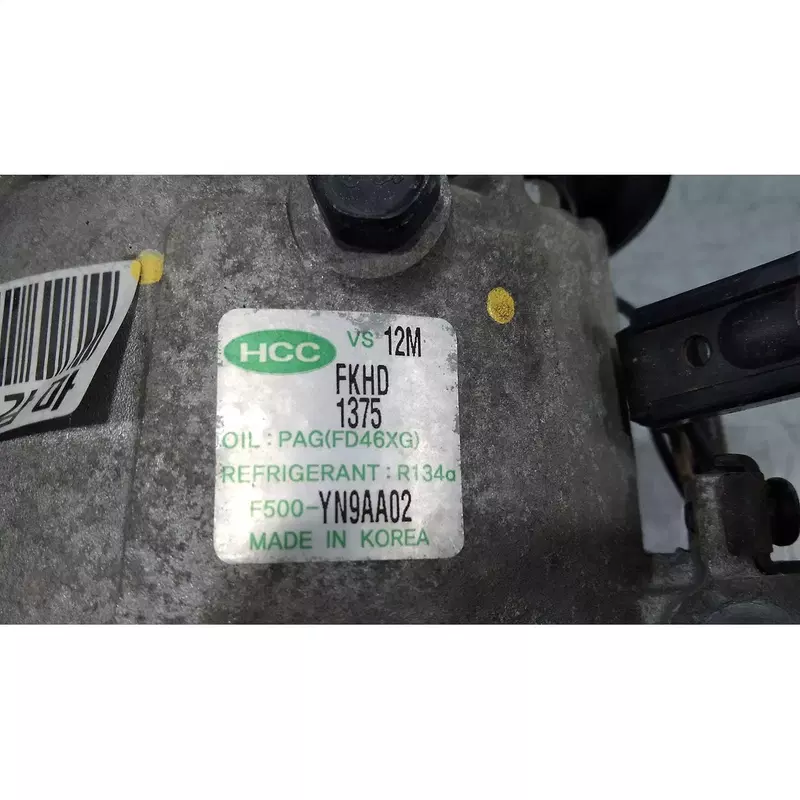 HCC VS 12M
FKHD
1375
OIL : PAG(FD46XG)
REFRIGERANT : R134a
F500-YN9AA02
MADE IN KOREA